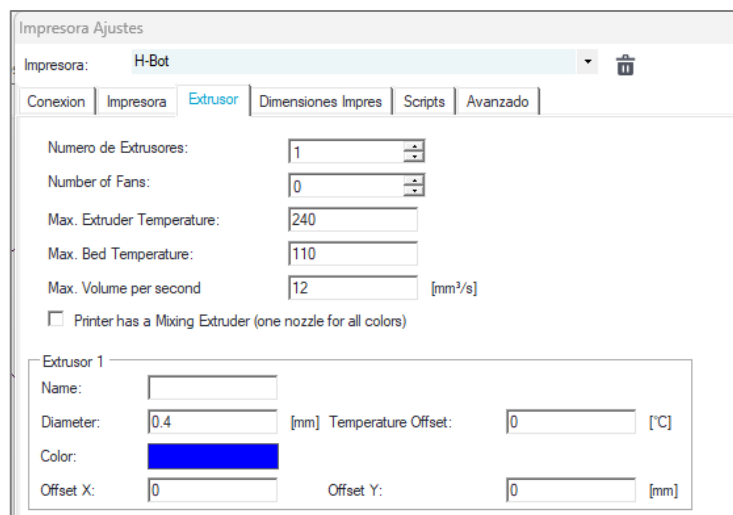 Impresora Ajustes
Impresora: H-Bot
Conexion Impresora Extrusor Dimensiones Impres Scripts Avanzado
Numero de Extrusores: 1
Number of Fans: 0
Max. Extruder Temperature: 240
Max. Bed Temperature: 110
Max. Volume per second 12 [mm³/s]
Printer has a Mixing Extruder (one nozzle for all colors)
Extrusor 1
Name:
Diameter: 0.4 [mm] Temperature Offset: 0 [°C]
Color:
Offset X: 0 Offset Y: 0 [mm]